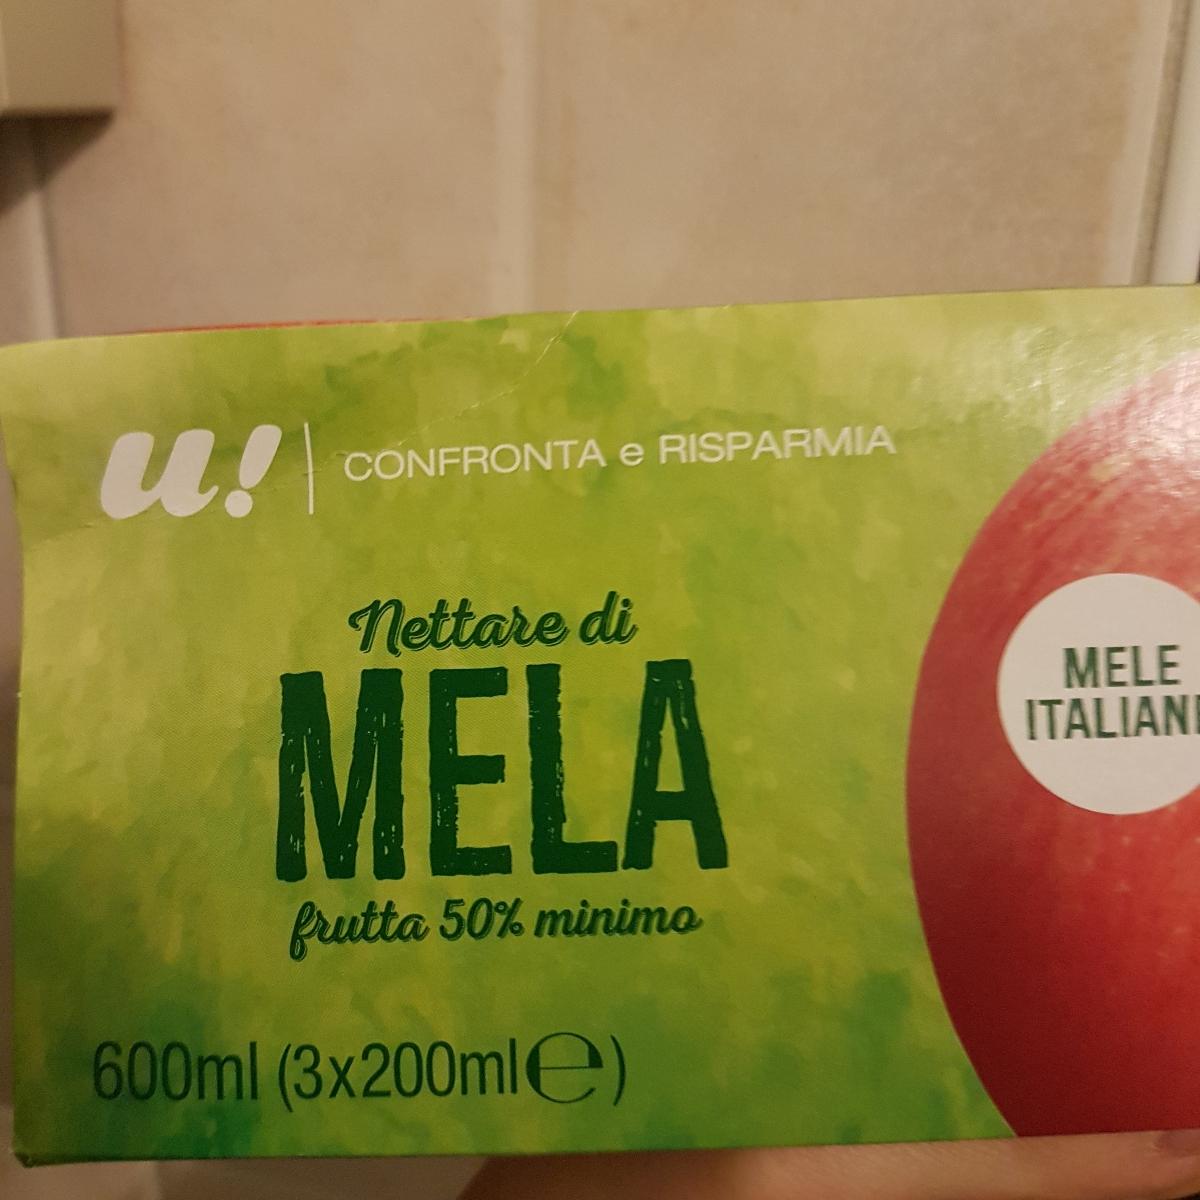 u! | CONFRONTA e RISPARMIA
Nettare di
MELA
frutta 50% minimo
600ml (3x200ml℮)
MELE
ITALIANE